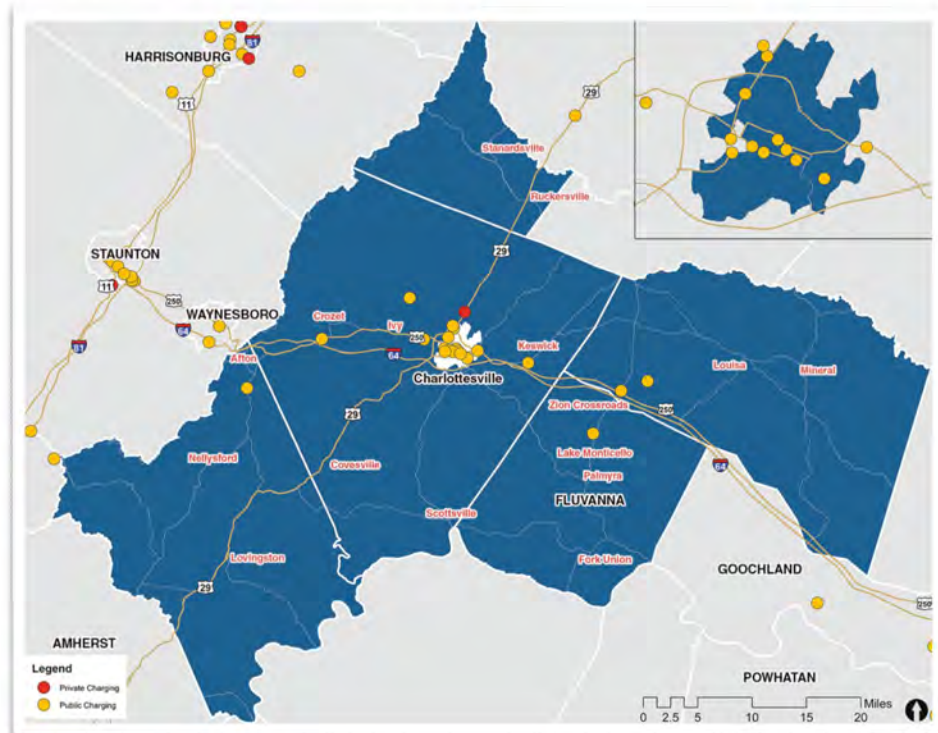 HARRISONBURG
81
11
29
Stanardsville
Ruckersville
29
STAUNTON
11
250
WAYNESBORO
64
81
Afton
Crozet
Ivy
250
64
Keswick
Charlottesville
Louisa
Mineral
29
Zion Crossroads
250
Nellysford
Covesville
Lake Monticello
Palmyra
64
FLUVANNA
Scottsville
Lovingston
Fork Union
29
GOOCHLAND
250
AMHERST
POWHATAN
Legend
Private Charging
Public Charging
Miles
0 2.5 5 10 15 20